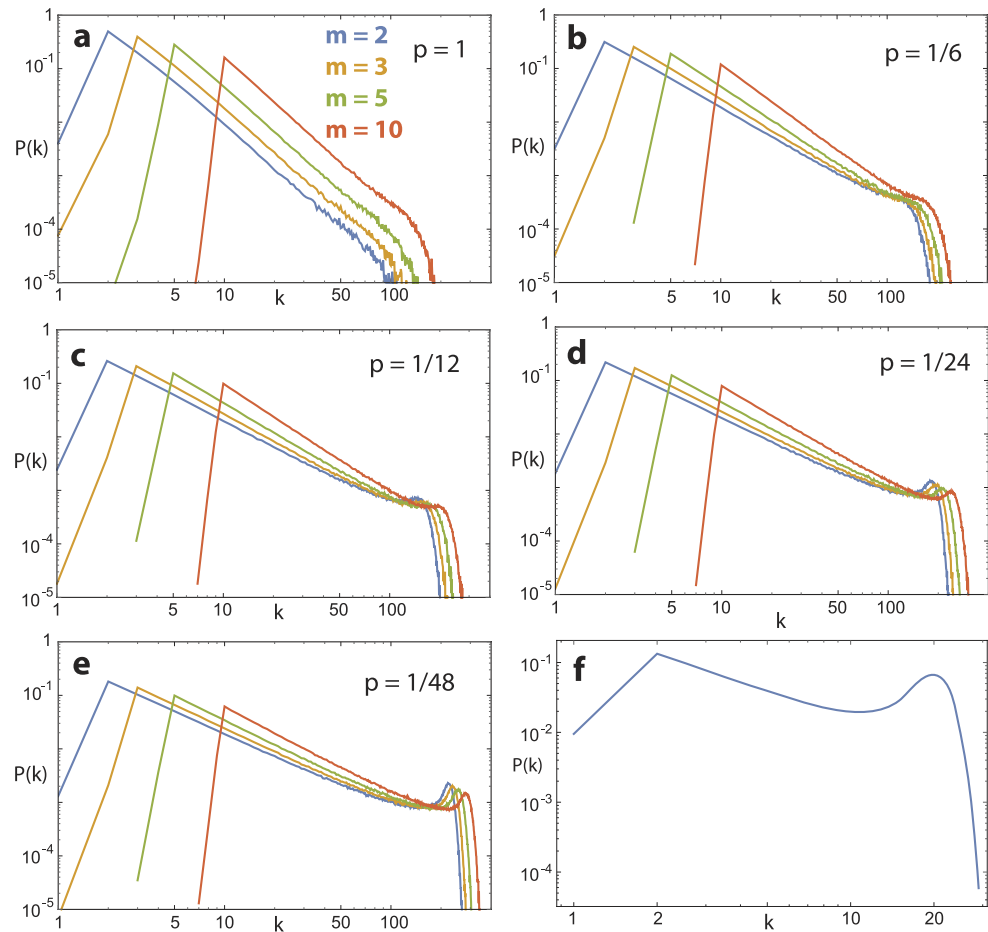 a
m = 2
m = 3
m = 5
m = 10
p = 1
P(k)
1
10⁻¹
10⁻⁴
10⁻⁵
1 5 10 50 100
k
b
p = 1/6
P(k)
1
10⁻¹
10⁻⁴
10⁻⁵
1 5 10 50 100
k
c
p = 1/12
P(k)
1
10⁻¹
10⁻⁴
10⁻⁵
1 5 10 50 100
k
d
p = 1/24
P(k)
1
10⁻¹
10⁻⁴
10⁻⁵
1 5 10 50 100
k
e
p = 1/48
P(k)
1
10⁻¹
10⁻⁴
10⁻⁵
1 5 10 50 100
k
f
P(k)
10⁻¹
10⁻²
10⁻³
10⁻⁴
1 2 10 20
k